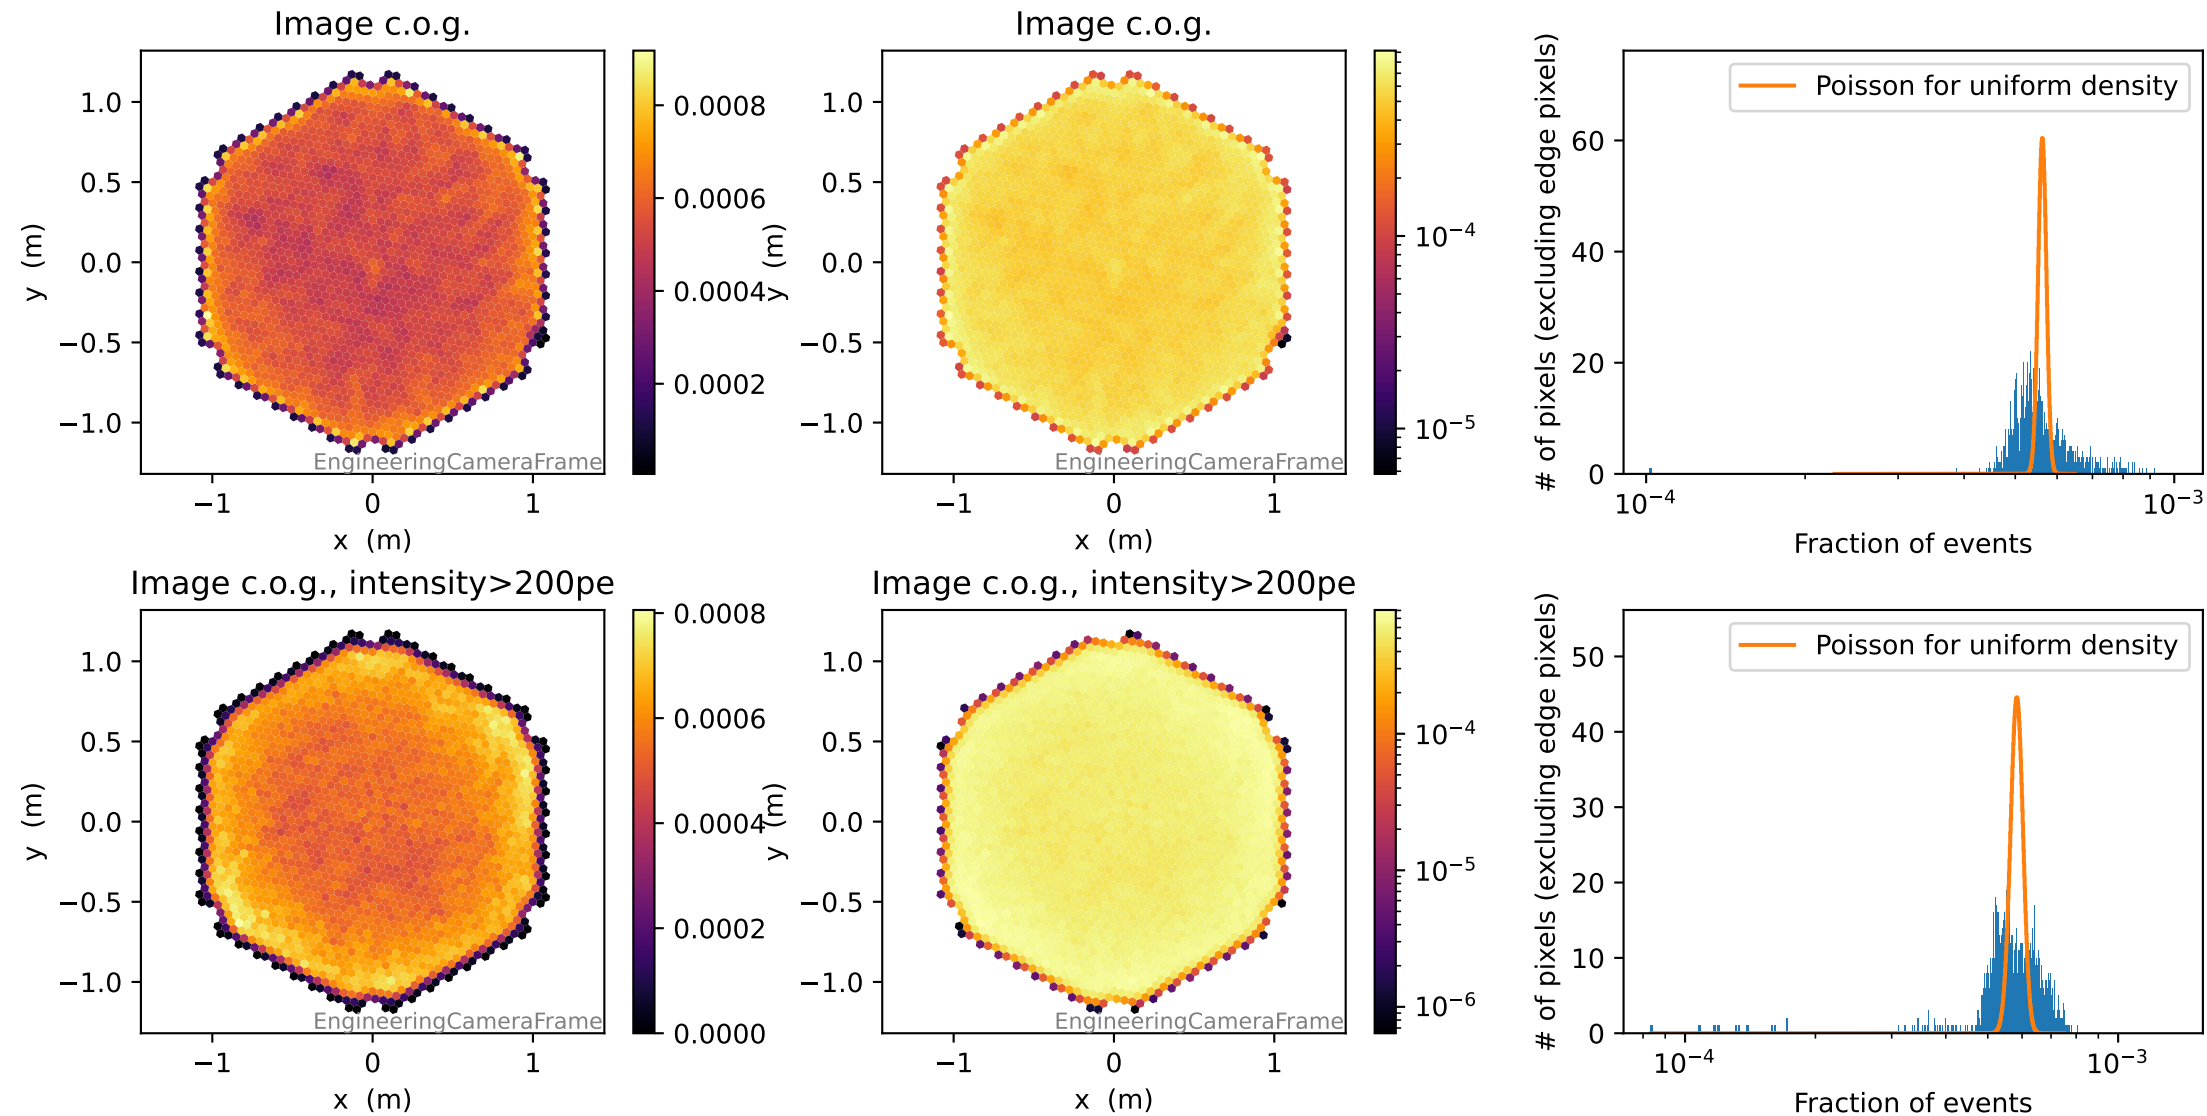 Image c.o.g.
y (m)
1.0
0.5
0.0
−0.5
−1.0
−1
0
1
x (m)
EngineeringCameraFrame
0.0008
0.0006
0.0004
0.0002
Image c.o.g.
y (m)
1.0
0.5
0.0
−0.5
−1.0
−1
0
1
x (m)
EngineeringCameraFrame
10−4
10−5
# of pixels (excluding edge pixels)
60
40
20
0
Poisson for uniform density
10−4
10−3
Fraction of events
Image c.o.g., intensity>200pe
y (m)
1.0
0.5
0.0
−0.5
−1.0
−1
0
1
x (m)
EngineeringCameraFrame
0.0008
0.0006
0.0004
0.0002
0.0000
Image c.o.g., intensity>200pe
y (m)
1.0
0.5
0.0
−0.5
−1.0
−1
0
1
x (m)
EngineeringCameraFrame
10−4
10−5
10−6
# of pixels (excluding edge pixels)
50
40
30
20
10
0
Poisson for uniform density
10−4
10−3
Fraction of events